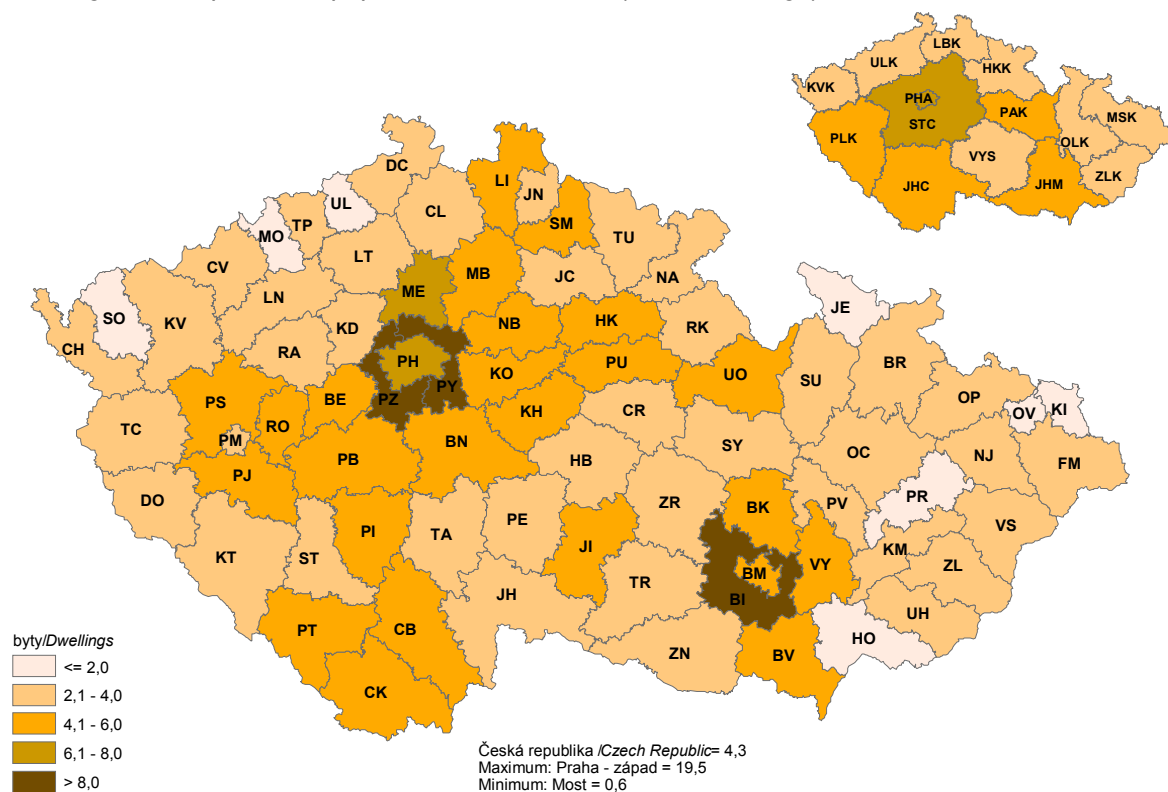 LBK
ULK
HKK
KVK
PHA
PAK
MSK
STC
PLK
OLK
VYS
ZLK
JHC
JHM
DC
LI
JN
UL
CL
SM
TP
MO
TU
LT
CV
MB
JC
NA
ME
LN
SO
KV
NB
HK
JE
KD
RK
CH
RA
PH
PU
BR
KO
UO
SU
PY
PZ
BE
PS
OP
RO
KH
CR
OV
KI
TC
PM
BN
SY
OC
NJ
PB
HB
FM
PJ
PR
DO
ZR
BK
PV
PE
VS
PI
TA
JI
KM
KT
ST
VY
ZL
BM
TR
JH
BI
UH
PT
CB
HO
ZN
BV
CK
byty/Dwellings
<= 2,0
2,1 - 4,0
4,1 - 6,0
6,1 - 8,0
> 8,0
Česká republika /Czech Republic= 4,3
Maximum: Praha - západ = 19,5
Minimum: Most = 0,6